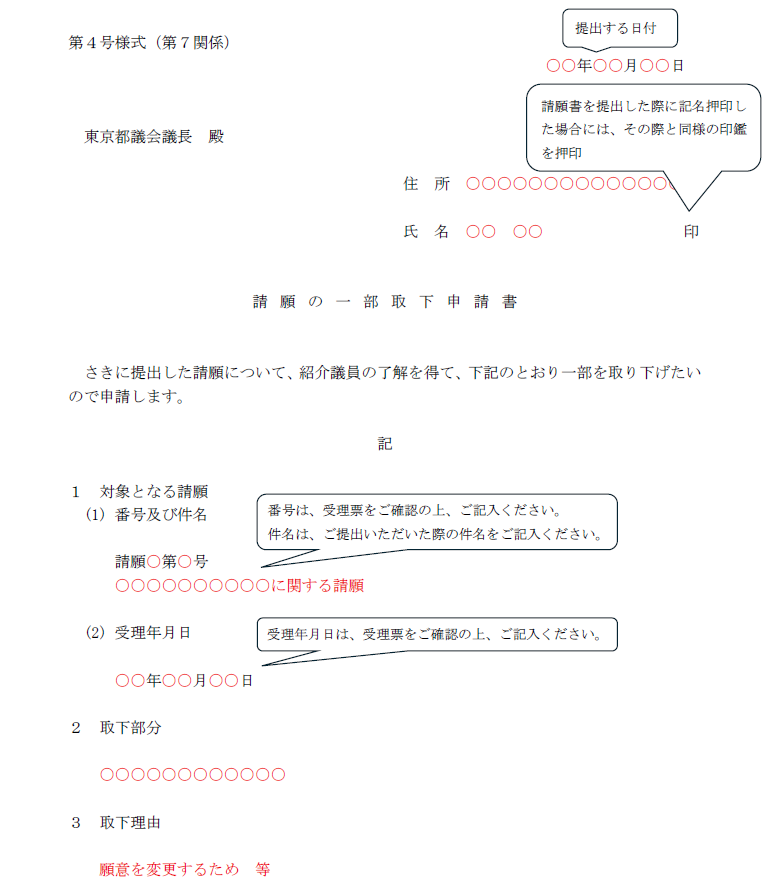 第４号様式（第７関係）
提出する日付
○○年○○月○○日
請願書を提出した際に記名押印し
た場合には、その際と同様の印鑑
を押印
東京都議会議長　殿
住　所　○○○○○○○○○○○○○○
氏　名　○○　○○　印
請　願　の　一　部　取　下　申　請　書
さきに提出した請願について、紹介議員の了解を得て、下記のとおり一部を取り下げたい
ので申請します。
記
１　対象となる請願
(1) 番号及び件名
番号は、受理票をご確認の上、ご記入ください。
件名は、ご提出いただいた際の件名をご記入ください。
請願○第○号
○○○○○○○○○○に関する請願
(2) 受理年月日
受理年月日は、受理票をご確認の上、ご記入ください。
○○年○○月○○日
２　取下部分
○○○○○○○○○○○○
３　取下理由
願意を変更するため　等